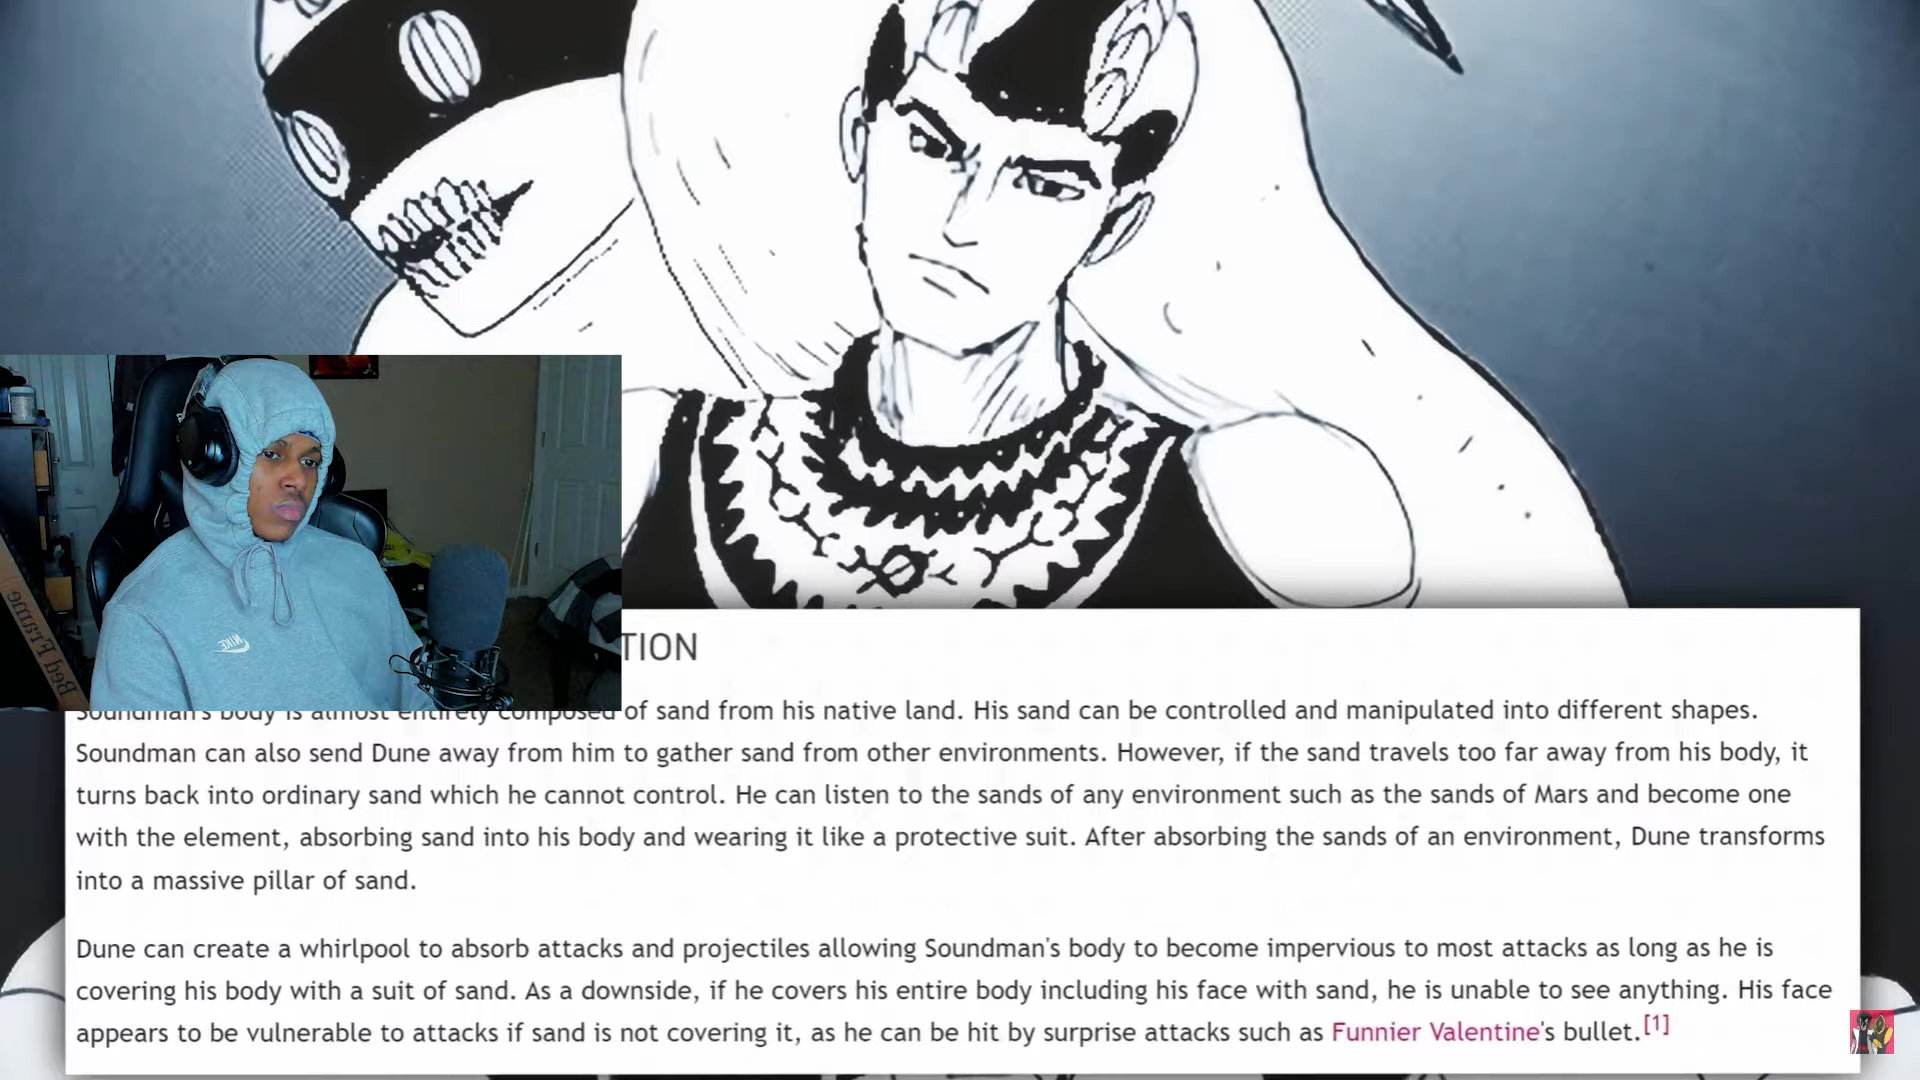 TION
Soundman's body is almost entirely composed of sand from his native land. His sand can be controlled and manipulated into different shapes.
Soundman can also send Dune away from him to gather sand from other environments. However, if the sand travels too far away from his body, it
turns back into ordinary sand which he cannot control. He can listen to the sands of any environment such as the sands of Mars and become one
with the element, absorbing sand into his body and wearing it like a protective suit. After absorbing the sands of an environment, Dune transforms
into a massive pillar of sand.
Dune can create a whirlpool to absorb attacks and projectiles allowing Soundman's body to become impervious to most attacks as long as he is
covering his body with a suit of sand. As a downside, if he covers his entire body including his face with sand, he is unable to see anything. His face
appears to be vulnerable to attacks if sand is not covering it, as he can be hit by surprise attacks such as Funnier Valentine's bullet.[1]
NIKE
Bed Frame